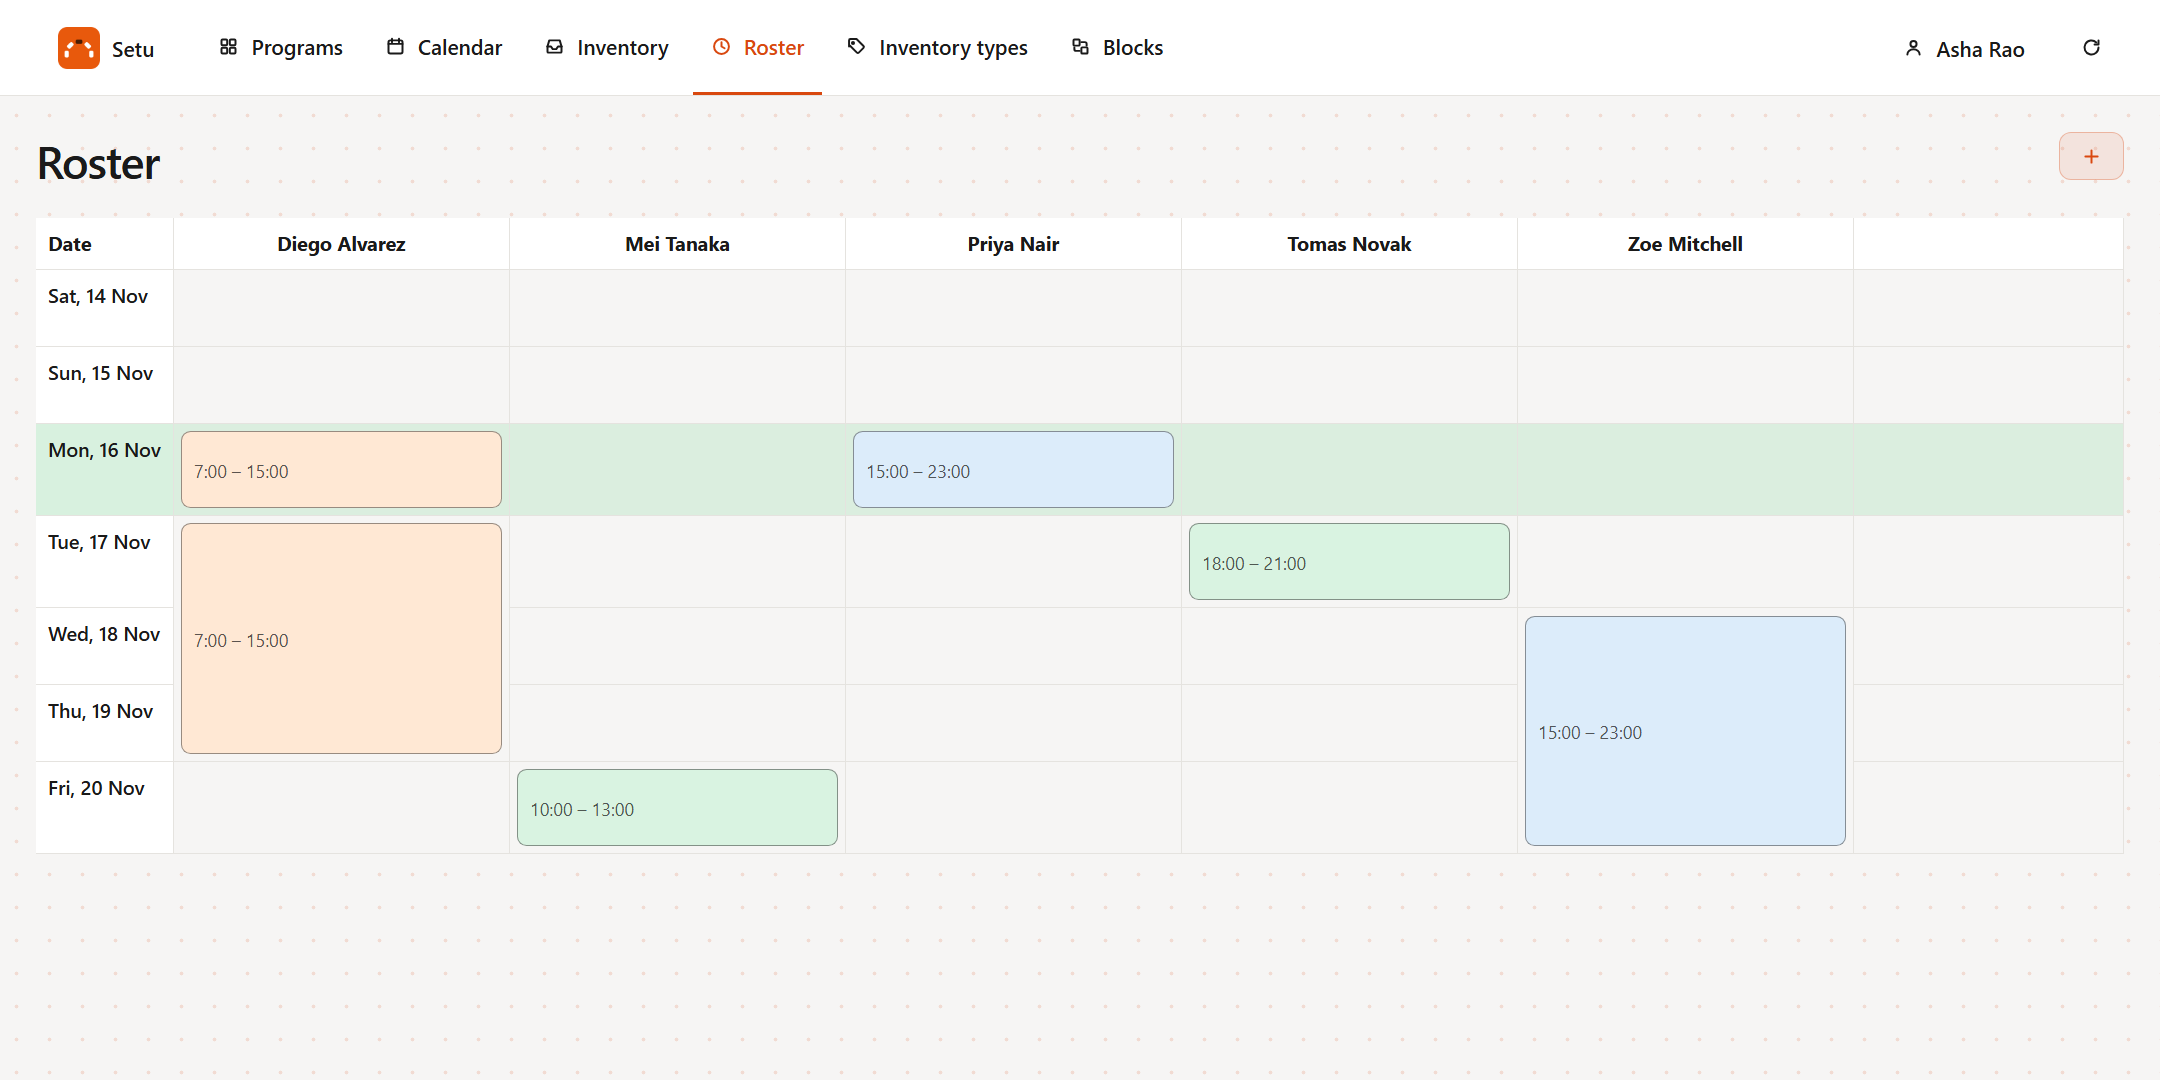 Setu
Programs
Calendar
Inventory
Roster
Inventory types
Blocks
Asha Rao
Roster
+
Date
Diego Alvarez
Mei Tanaka
Priya Nair
Tomas Novak
Zoe Mitchell
Sat, 14 Nov
Sun, 15 Nov
Mon, 16 Nov
7:00 – 15:00
15:00 – 23:00
Tue, 17 Nov
18:00 – 21:00
Wed, 18 Nov
7:00 – 15:00
Thu, 19 Nov
15:00 – 23:00
Fri, 20 Nov
10:00 – 13:00